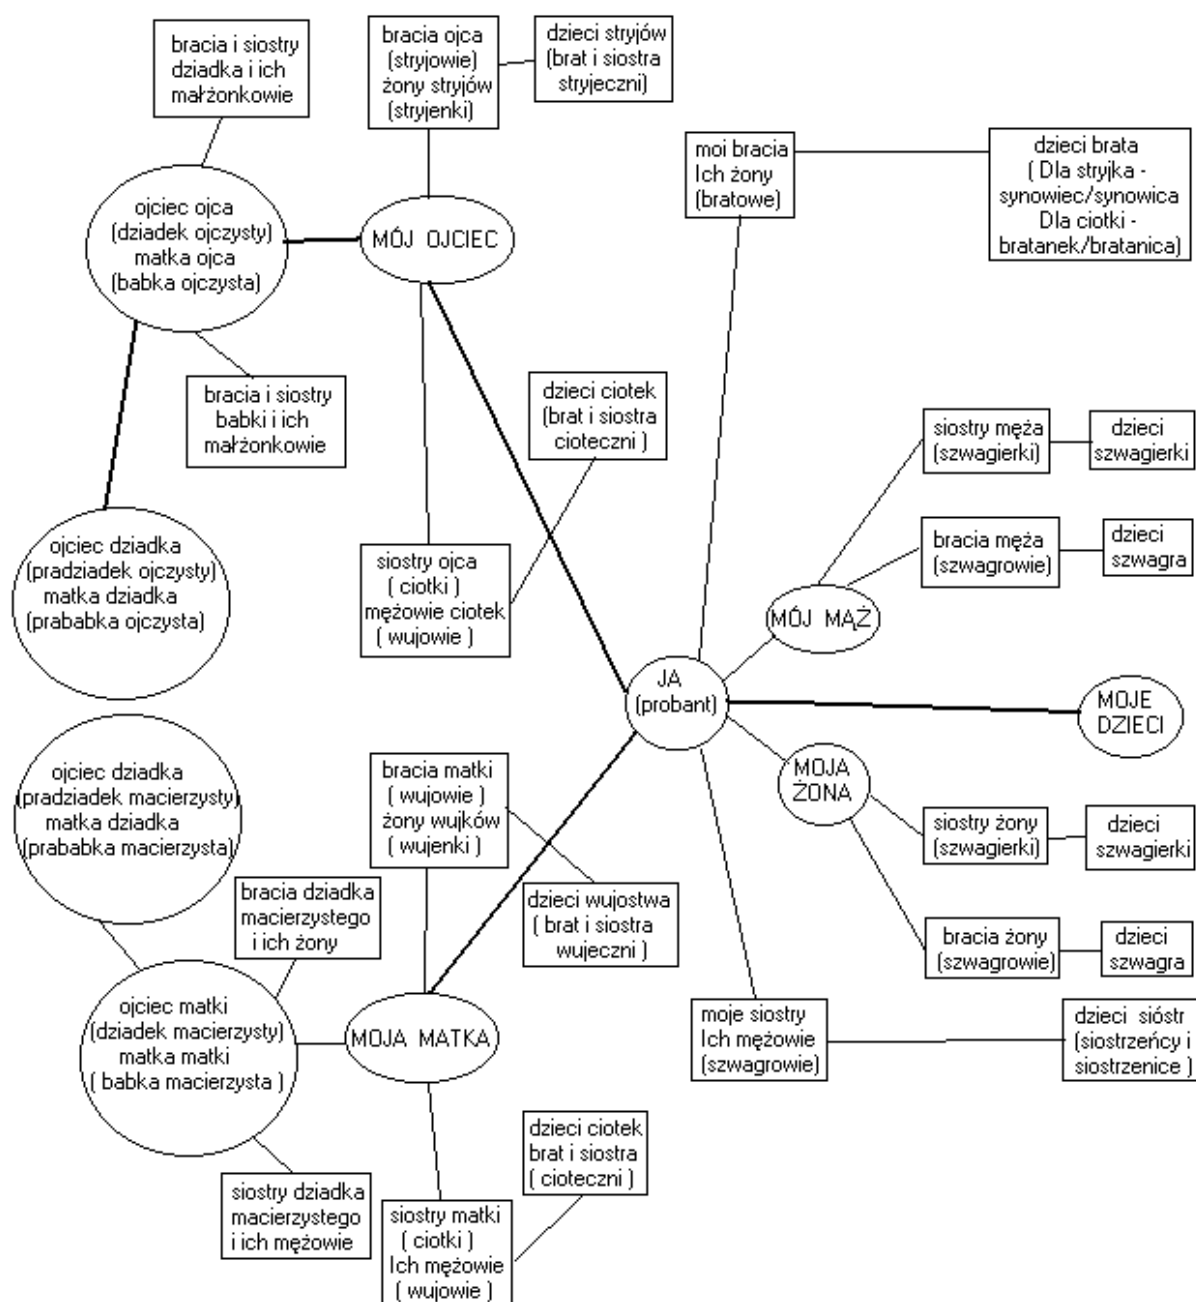 bracia i siostry
dziadka i ich
małżonkowie
bracia ojca
(stryjowie)
żony stryjów
(stryjenki)
dzieci stryjów
(brat i siostra
stryjeczni)
moi bracia
Ich żony
(bratowe)
dzieci brata
( Dla stryjka -
synowiec/synowica
Dla ciotki -
bratanek/bratanica)
ojciec ojca
(dziadek ojczysty)
matka ojca
(babka ojczysta)
MÓJ OJCIEC
bracia i siostry
babki i ich
małżonkowie
dzieci ciotek
(brat i siostra
cioteczni )
siostry męża
(szwagierki)
dzieci
szwagierki
ojciec dziadka
(pradziadek ojczysty)
matka dziadka
(prababka ojczysta)
siostry ojca
( ciotki )
mężowie ciotek
( wujowie )
bracia męża
(szwagrowie)
dzieci
szwagra
MÓJ MĄŻ
JA
(probant)
MOJE
DZIECI
ojciec dziadka
(pradziadek macierzysty)
matka dziadka
(prababka macierzysta)
bracia matki
( wujowie )
żony wujków
( wujenki )
MOJA
ŻONA
siostry żony
(szwagierki)
dzieci
szwagierki
bracia dziadka
macierzystego
i ich żony
dzieci wujostwa
( brat i siostra
wujeczni )
bracia żony
(szwagrowie)
dzieci
szwagra
ojciec matki
(dziadek macierzysty)
matka matki
( babka macierzysta )
MOJA MATKA
moje siostry
Ich mężowie
(szwagrowie)
dzieci sióstr
(siostrzeńcy i
siostrzenice )
siostry dziadka
macierzystego
i ich mężowie
siostry matki
( ciotki )
Ich mężowie
( wujowie )
dzieci ciotek
brat i siostra
( cioteczni )